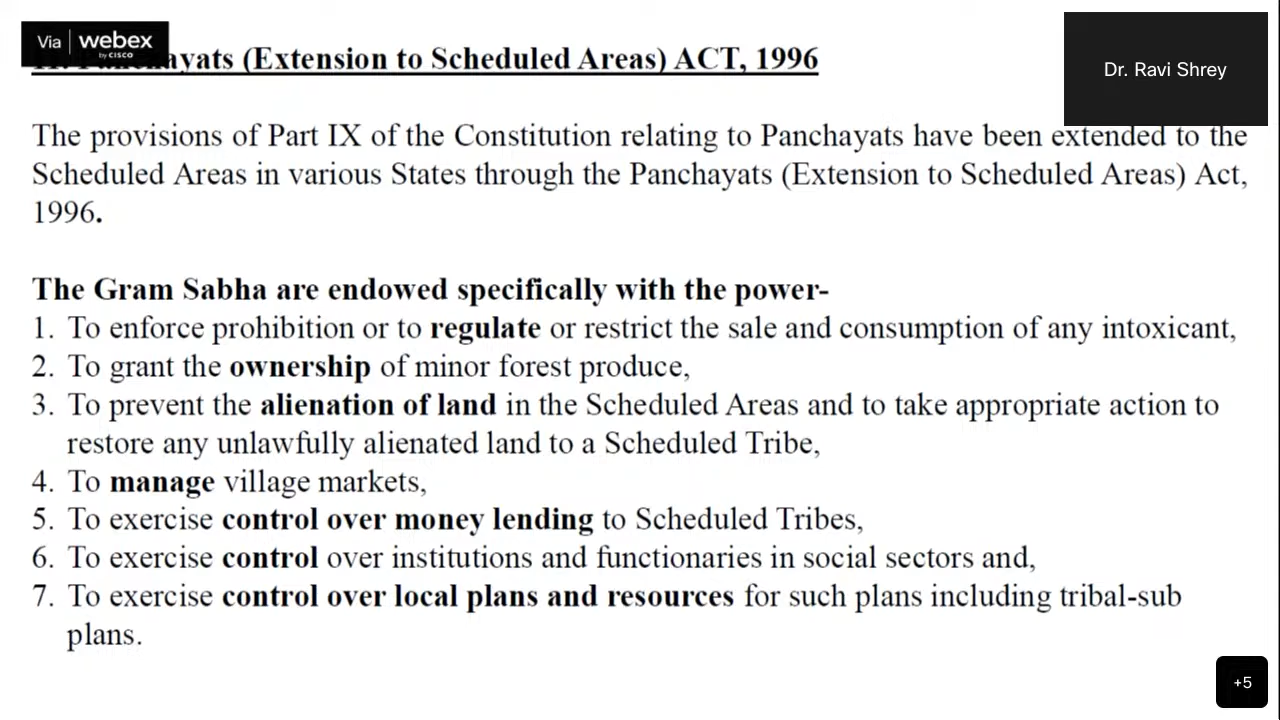 Via webex
by CISCO
(Extension to Scheduled Areas) ACT, 1996
Dr. Ravi Shrey
The provisions of Part IX of the Constitution relating to Panchayats have been extended to the
Scheduled Areas in various States through the Panchayats (Extension to Scheduled Areas) Act,
1996.
The Gram Sabha are endowed specifically with the power-
1. To enforce prohibition or to regulate or restrict the sale and consumption of any intoxicant,
2. To grant the ownership of minor forest produce,
3. To prevent the alienation of land in the Scheduled Areas and to take appropriate action to
restore any unlawfully alienated land to a Scheduled Tribe,
4. To manage village markets,
5. To exercise control over money lending to Scheduled Tribes,
6. To exercise control over institutions and functionaries in social sectors and,
7. To exercise control over local plans and resources for such plans including tribal-sub
plans.
+5